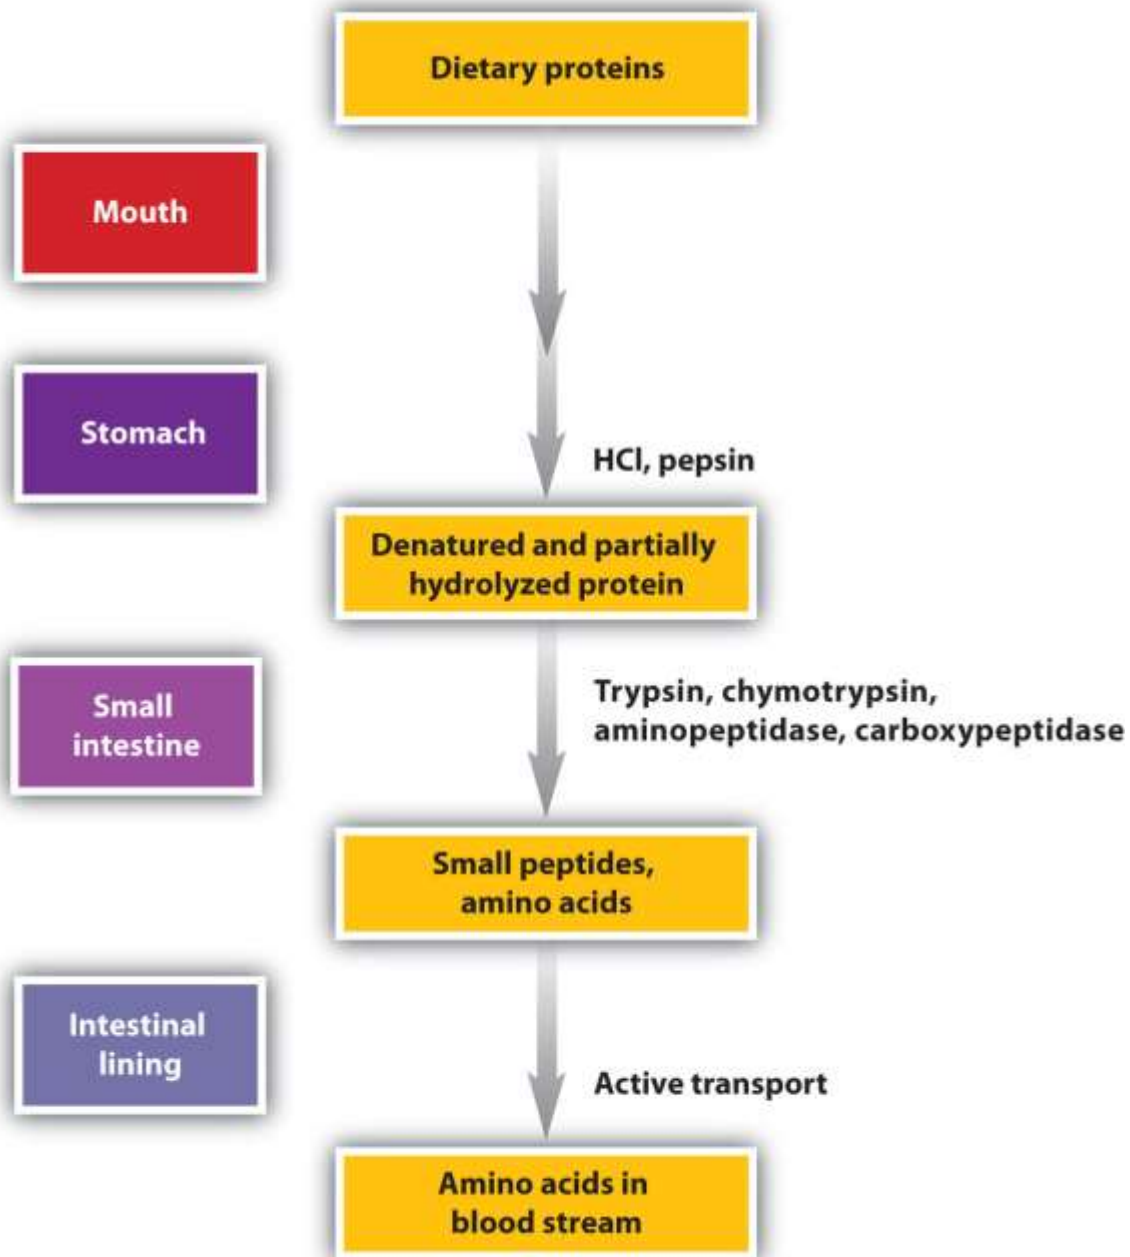 Dietary proteins
Mouth
Stomach
HCl, pepsin
Denatured and partially
hydrolyzed protein
Small
intestine
Trypsin, chymotrypsin,
aminopeptidase, carboxypeptidase
Small peptides,
amino acids
Intestinal
lining
Active transport
Amino acids in
blood stream